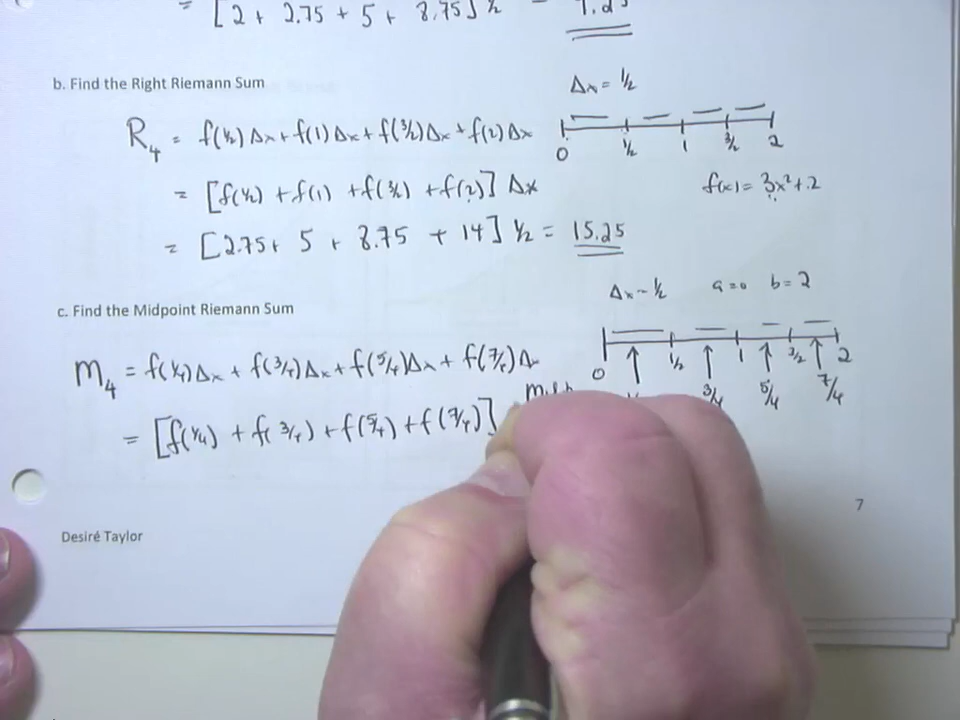 = [2 + 2.75 + 5 + 8.75] ½ = 9.25
b. Find the Right Riemann Sum
Δx = ½
R₄ = f(½) Δx + f(1) Δx + f(3/2) Δx + f(2) Δx
0 ½ 1 3/2 2
= [f(½) + f(1) + f(3/2) + f(2)] Δx
f(x) = 3x² + 2
= [2.75 + 5 + 8.75 + 14] ½ = 15.25
Δx = ½ a=0 b=2
c. Find the Midpoint Riemann Sum
M₄ = f(¼) Δx + f(3/4) Δx + f(5/4) Δx + f(7/4) Δx
0 ½ 1 3/2 2
3/4 5/4 7/4
= [f(¼) + f(3/4) + f(5/4) + f(7/4)]
7
Desiré Taylor